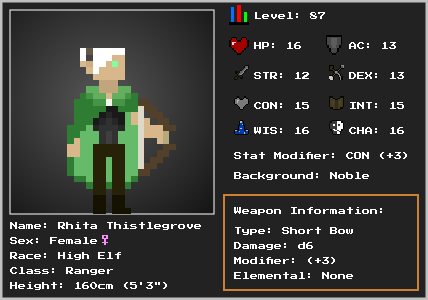 Level: 87
HP: 16
AC: 13
STR: 12
DEX: 13
CON: 15
INT: 15
WIS: 16
CHA: 16
Stat Modifier: CON (+3)
Background: Noble
Name: Rhita Thistlegrove
Sex: Female♀
Race: High Elf
Class: Ranger
Height: 160cm (5'3")
Weapon Information:
Type: Short Bow
Damage: d6
Modifier: (+3)
Elemental: None